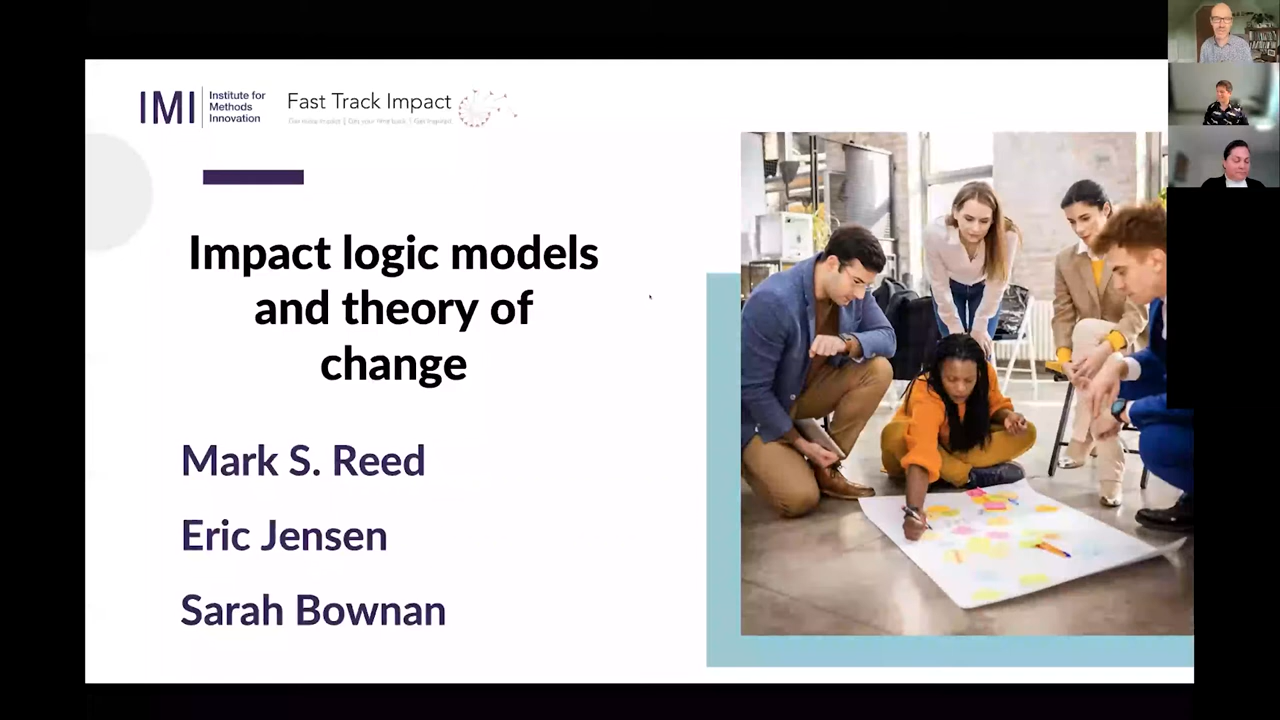 IMI
Institute for
Methods
Innovation
Fast Track Impact
Impact logic models
and theory of
change
Mark S. Reed
Eric Jensen
Sarah Bownan